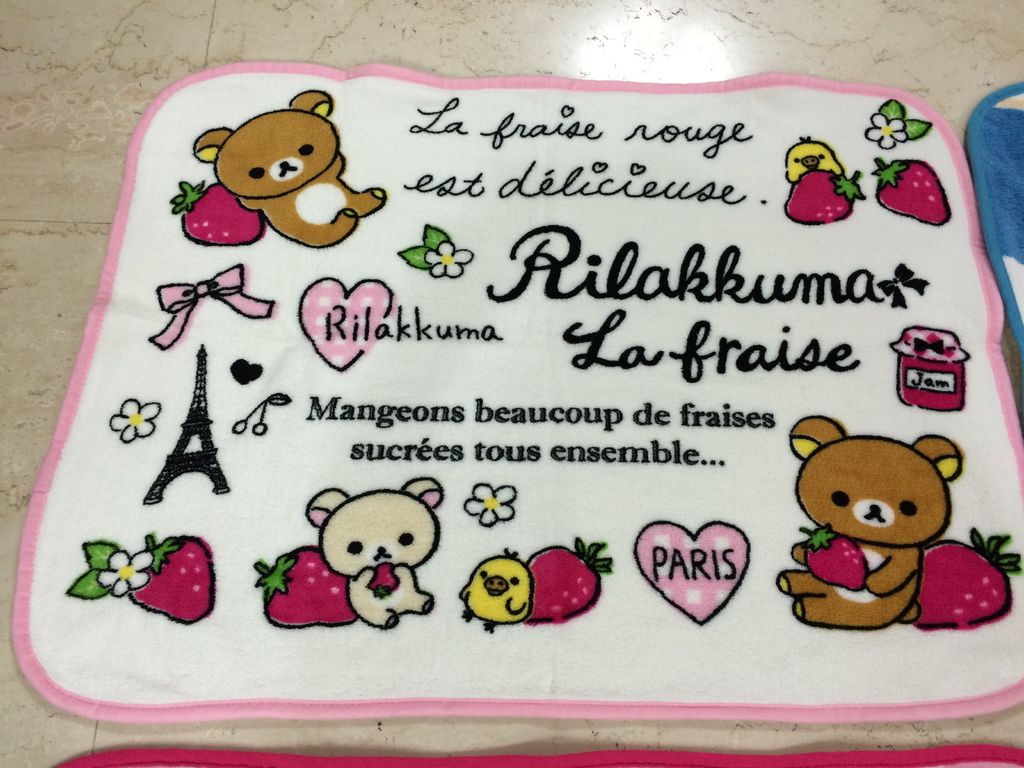 La fraise rouge
est délicieuse.
Rilakkuma
La fraise
Rilakkuma
Jam
Mangeons beaucoup de fraises
sucrées tous ensemble...
PARIS